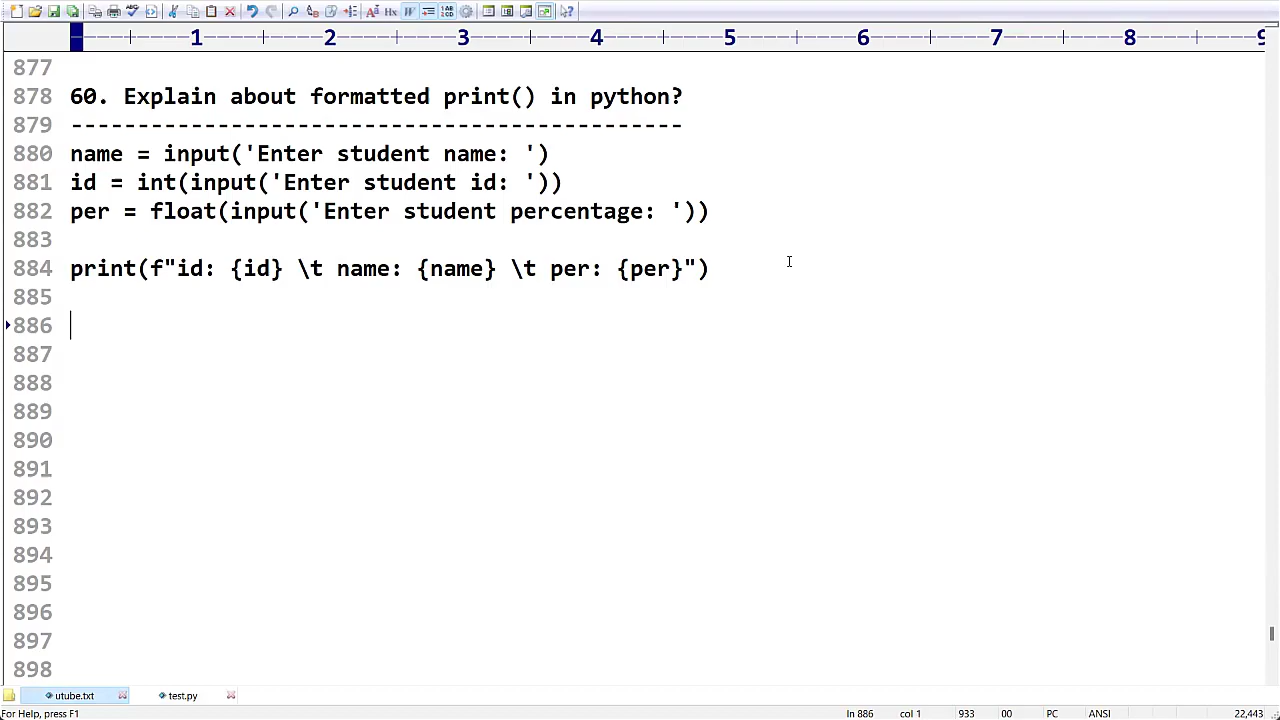 1 2 3 4 5 6 7 8 9
877
878 60. Explain about formatted print() in python?
879 ----------------------------------------------
880 name = input('Enter student name: ')
881 id = int(input('Enter student id: '))
882 per = float(input('Enter student percentage: '))
883
884 print(f"id: {id} \t name: {name} \t per: {per}")
885
886
887
888
889
890
891
892
893
894
895
896
897
898
utube.txt test.py
For Help, press F1 ln 886 col 1 933 00 PC ANSI 22,443